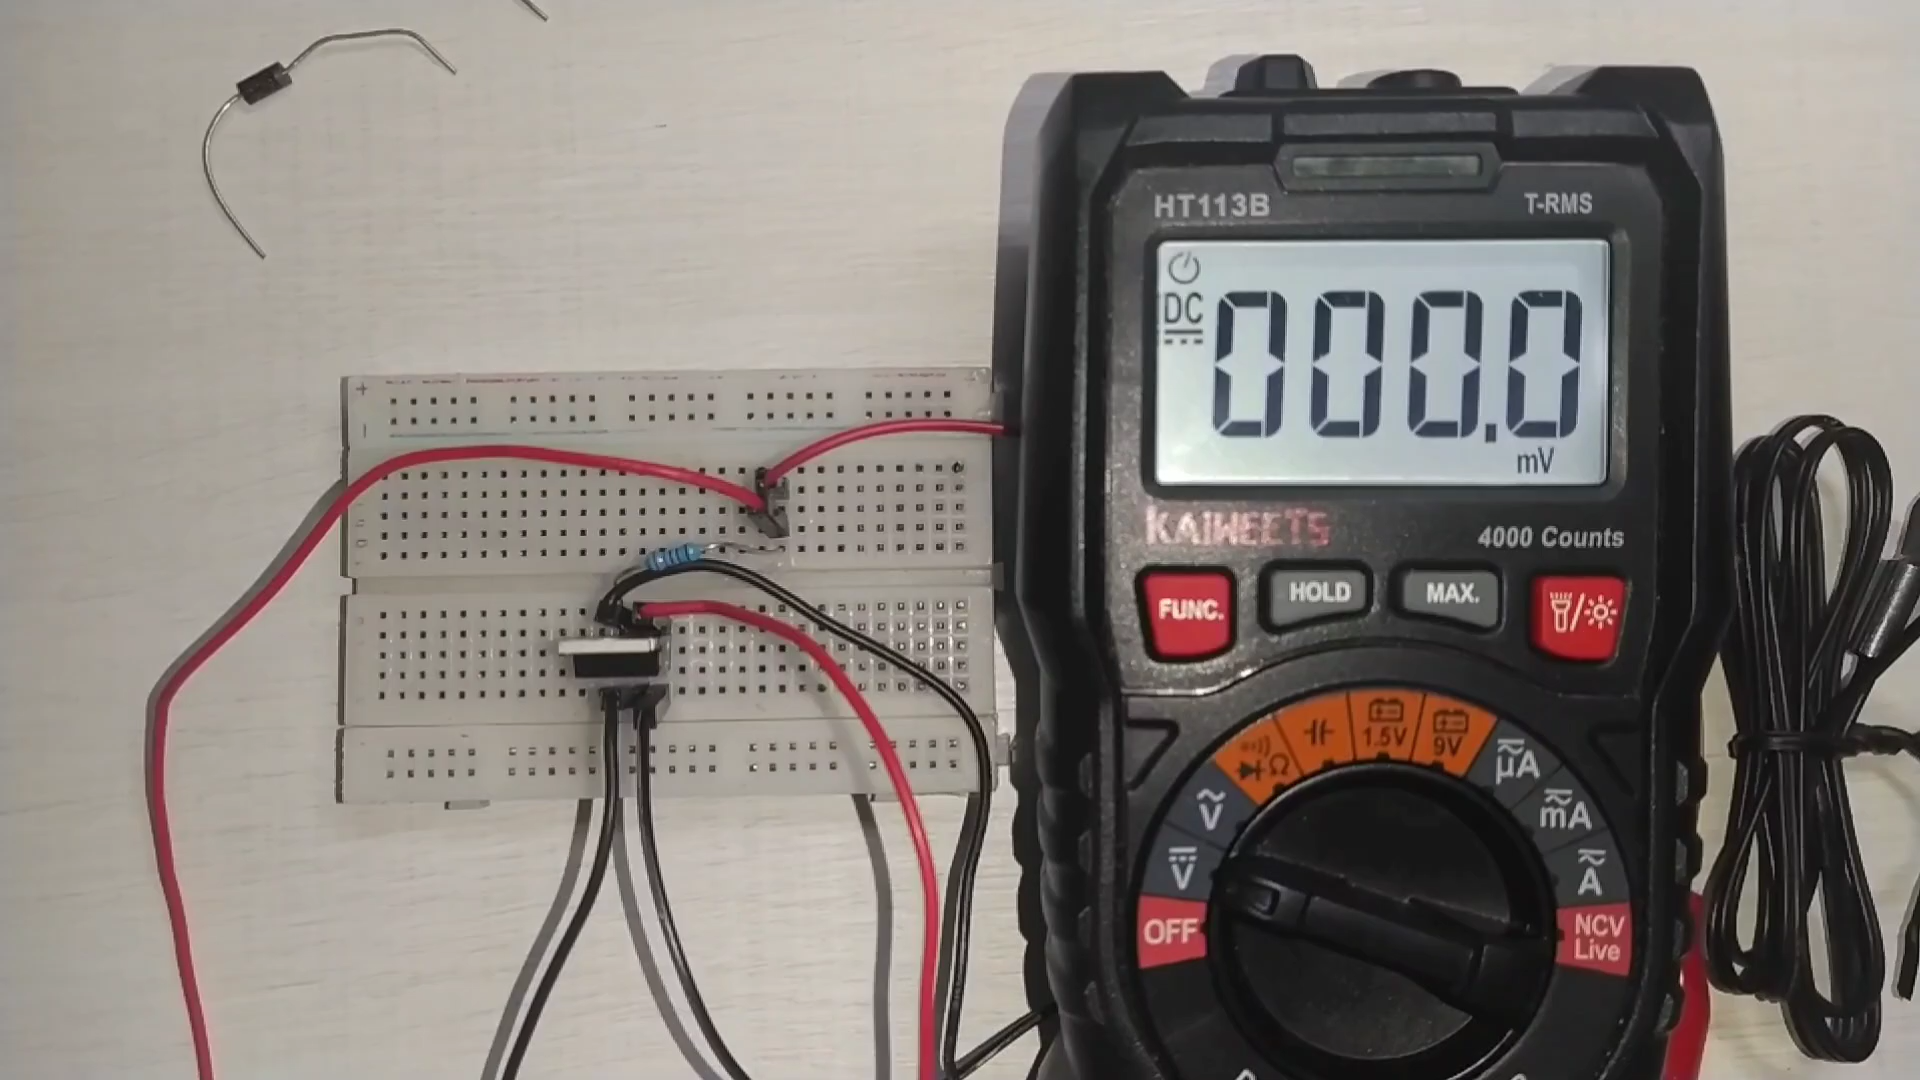 HT113B T-RMS
DC
000.0
mV
KAIWEETS 4000 Counts
FUNC. HOLD MAX.
1.5V 9V
Ω µA
V mA
V A
OFF NCV
Live